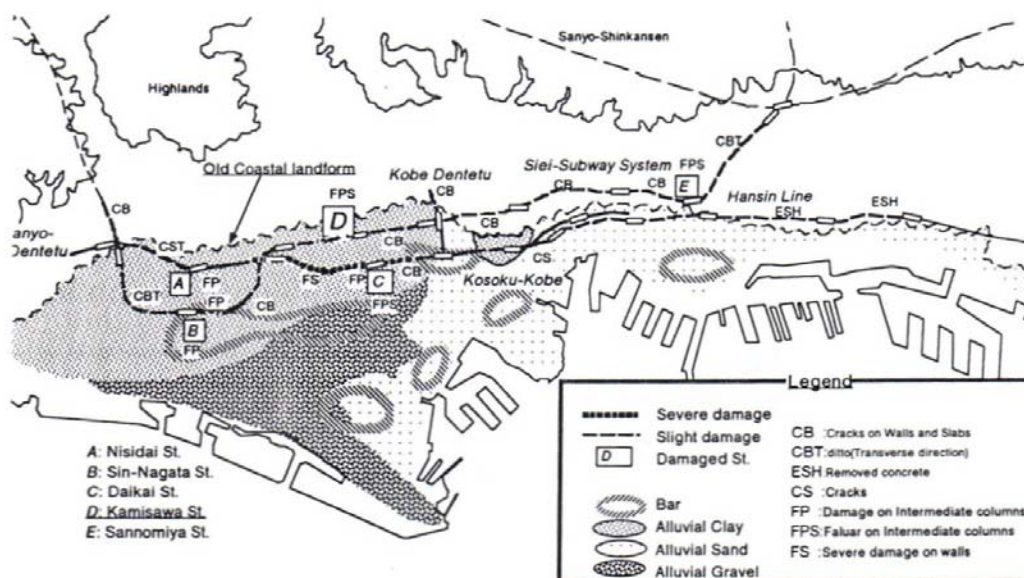 Sanyo-Shinkansen
Highlands
CBT
Old Coastal landform
Kobe Dentetu
Siei-Subway System
FPS
FPS
CB
CB
CB
E
Hansin Line
CB
D
CB
ESH
ESH
anyo-
Dentetu
CST
CB
CS
A
FP
FS
FP
C
CB
Kosoku-Kobe
CBT
FP
CB
FPS
B
FP
A: Nisidai St.
B: Sin-Nagata St.
C: Daikai St.
D: Kamisawa St.
E: Sannomiya St.
Legend
Severe damage
Slight damage
D Damaged St.
Bar
Alluvial Clay
Alluvial Sand
Alluvial Gravel
CB :Cracks on Walls and Slabs
CBT:ditto(Transverse direction)
ESH:Removed concrete
CS :Cracks
FP :Damage on Intermediate columns
FPS:Faluar on Intermediate columns
FS :Severe damage on walls